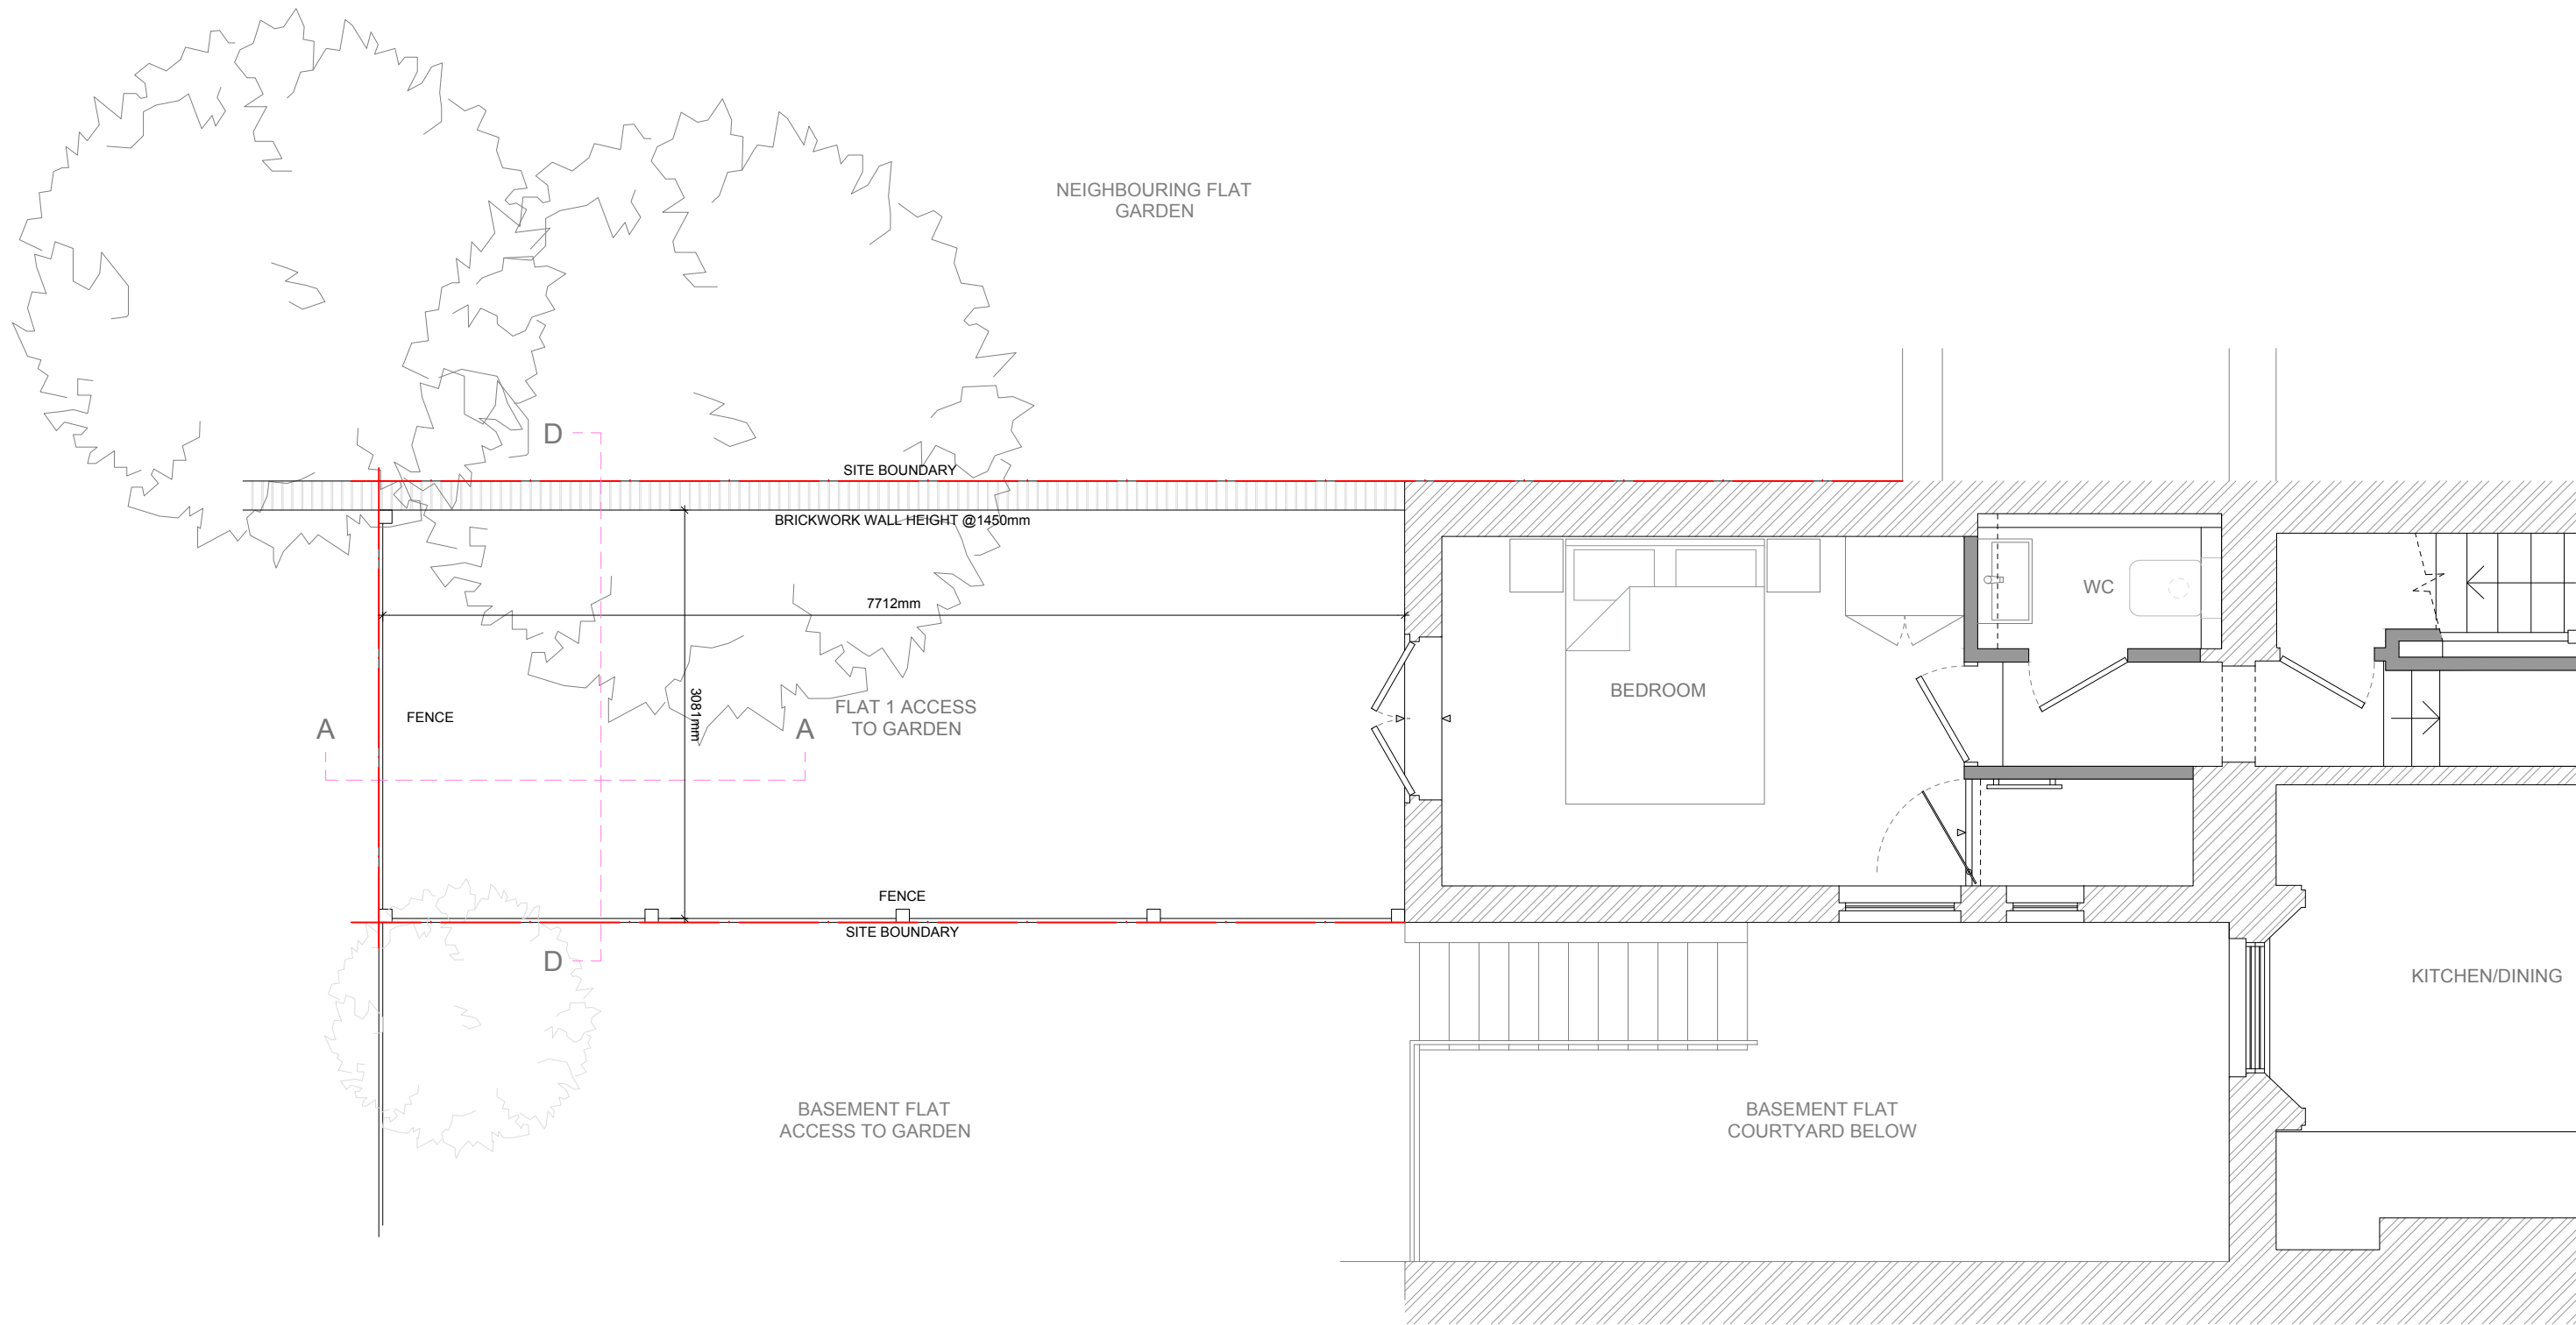 NEIGHBOURING FLAT
GARDEN
D
SITE BOUNDARY
BRICKWORK WALL HEIGHT @1450mm
WC
7712mm
BEDROOM
3081mm
FLAT 1 ACCESS
TO GARDEN
FENCE
A
A
FENCE
SITE BOUNDARY
D
KITCHEN/DINING
BASEMENT FLAT
ACCESS TO GARDEN
BASEMENT FLAT
COURTYARD BELOW